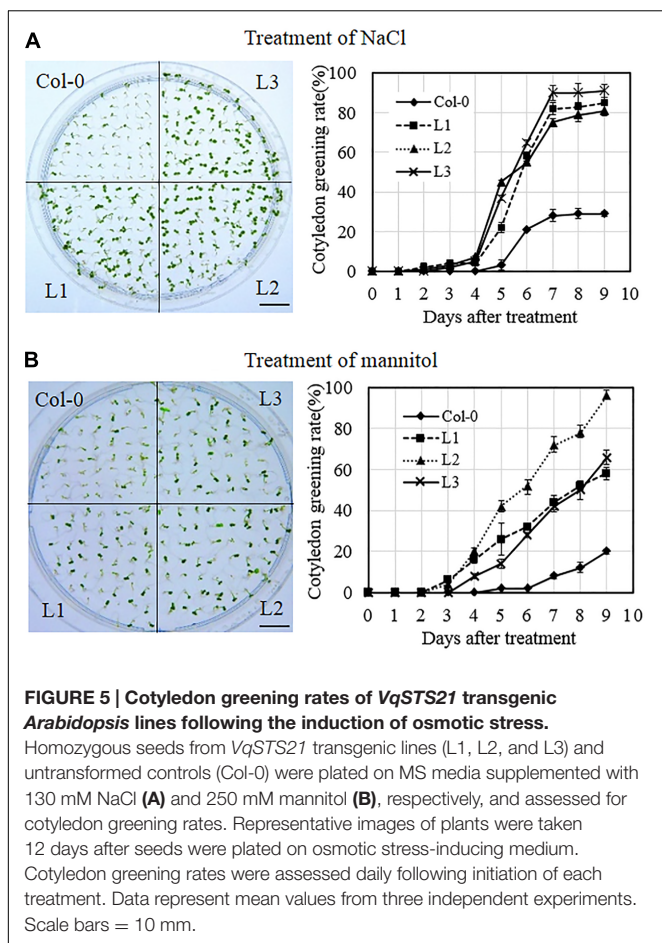 A
Treatment of NaCl
Col-0
L3
L1
L2
Cotyledon greening rate(%)
100
80
60
40
20
0
Col-0
L1
L2
L3
0 1 2 3 4 5 6 7 8 9 10
Days after treatment
B
Treatment of mannitol
Col-0
L3
L1
L2
Cotyledon greening rate(%)
100
80
60
40
20
0
Col-0
L1
L2
L3
0 1 2 3 4 5 6 7 8 9 10
Days after treatment
FIGURE 5 | Cotyledon greening rates of VqSTS21 transgenic
Arabidopsis lines following the induction of osmotic stress.
Homozygous seeds from VqSTS21 transgenic lines (L1, L2, and L3) and
untransformed controls (Col-0) were plated on MS media supplemented with
130 mM NaCl (A) and 250 mM mannitol (B), respectively, and assessed for
cotyledon greening rates. Representative images of plants were taken
12 days after seeds were plated on osmotic stress-inducing medium.
Cotyledon greening rates were assessed daily following initiation of each
treatment. Data represent mean values from three independent experiments.
Scale bars = 10 mm.